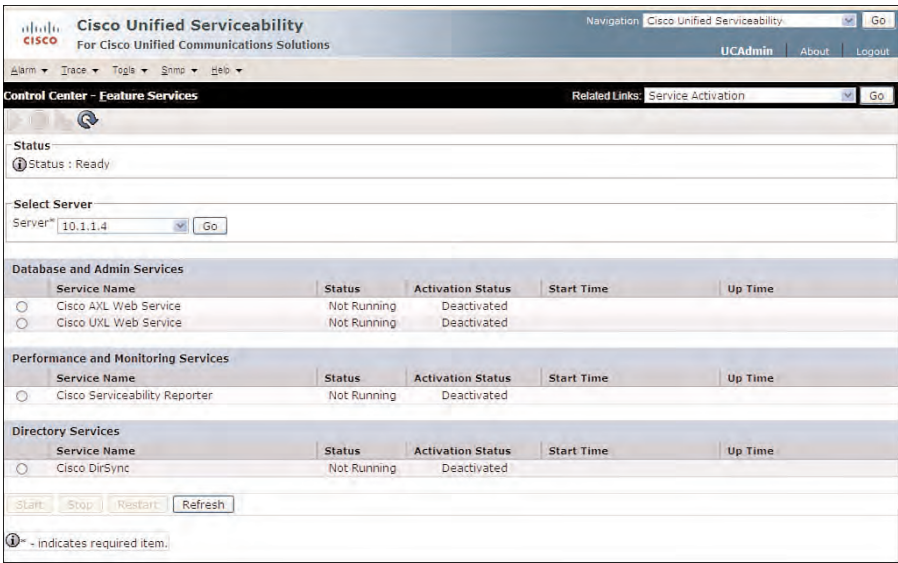 CISCO
Cisco Unified Serviceability
For Cisco Unified Communications Solutions
Navigation Cisco Unified Serviceability Go
UCAdmin About Logout
Alarm Trace Tools Snmp Help
Control Center - Feature Services
Related Links: Service Activation Go
Status
Status : Ready
Select Server
Server* 10.1.1.4 Go
Database and Admin Services
Service Name Status Activation Status Start Time Up Time
Cisco AXL Web Service Not Running Deactivated
Cisco UXL Web Service Not Running Deactivated
Performance and Monitoring Services
Service Name Status Activation Status Start Time Up Time
Cisco Serviceability Reporter Not Running Deactivated
Directory Services
Service Name Status Activation Status Start Time Up Time
Cisco DirSync Not Running Deactivated
Start Stop Restart Refresh
* - indicates required item.